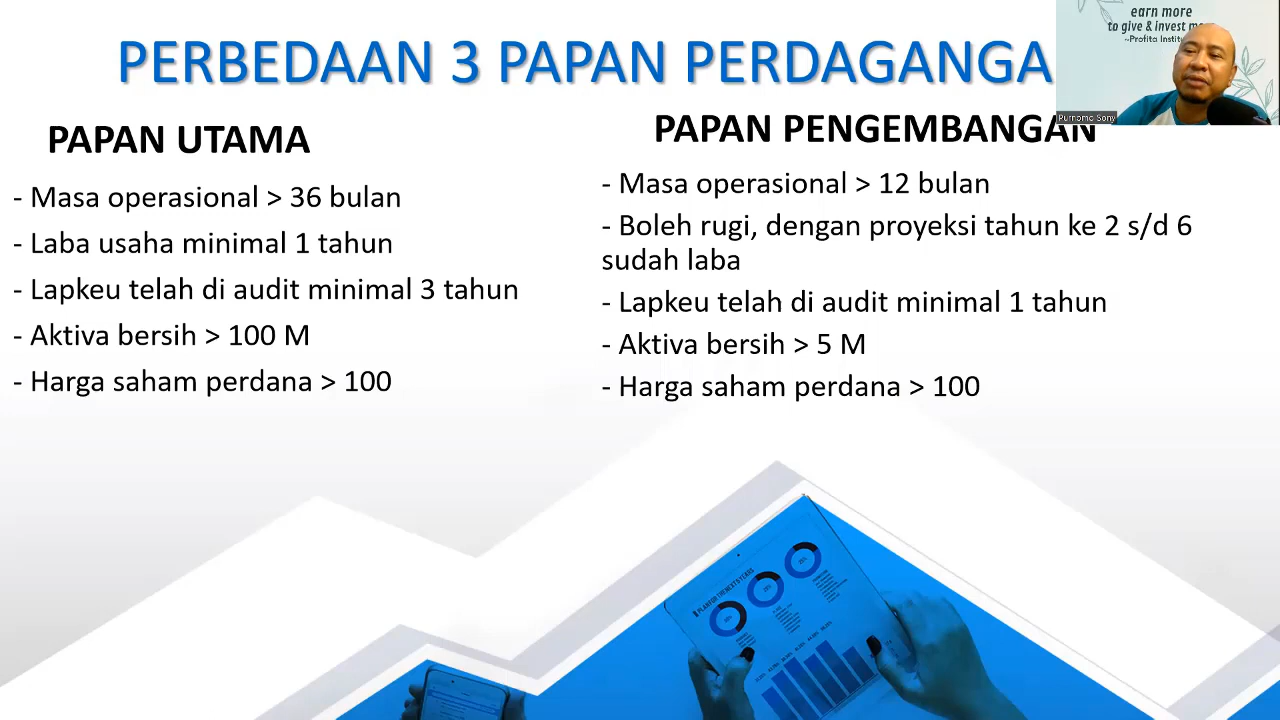 PERBEDAAN 3 PAPAN PERDAGANGA
earn more
to give & invest
~Profita
Purnomo Sony
PAPAN UTAMA
- Masa operasional > 36 bulan
- Laba usaha minimal 1 tahun
- Lapkeu telah di audit minimal 3 tahun
- Aktiva bersih > 100 M
- Harga saham perdana > 100
PAPAN PENGEMBANGAN
- Masa operasional > 12 bulan
- Boleh rugi, dengan proyeksi tahun ke 2 s/d 6
sudah laba
- Lapkeu telah di audit minimal 1 tahun
- Aktiva bersih > 5 M
- Harga saham perdana > 100